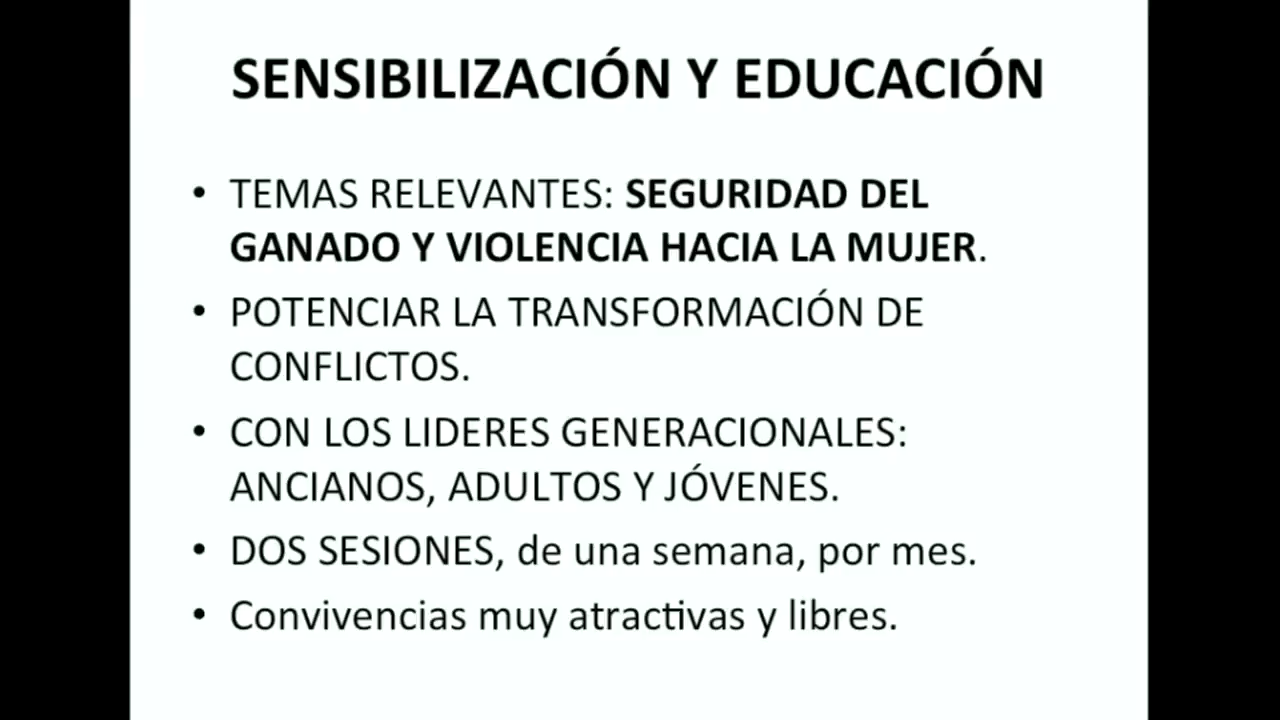 SENSIBILIZACIÓN Y EDUCACIÓN
• TEMAS RELEVANTES: SEGURIDAD DEL
GANADO Y VIOLENCIA HACIA LA MUJER.
• POTENCIAR LA TRANSFORMACIÓN DE
CONFLICTOS.
• CON LOS LIDERES GENERACIONALES:
ANCIANOS, ADULTOS Y JÓVENES.
• DOS SESIONES, de una semana, por mes.
• Convivencias muy atractivas y libres.